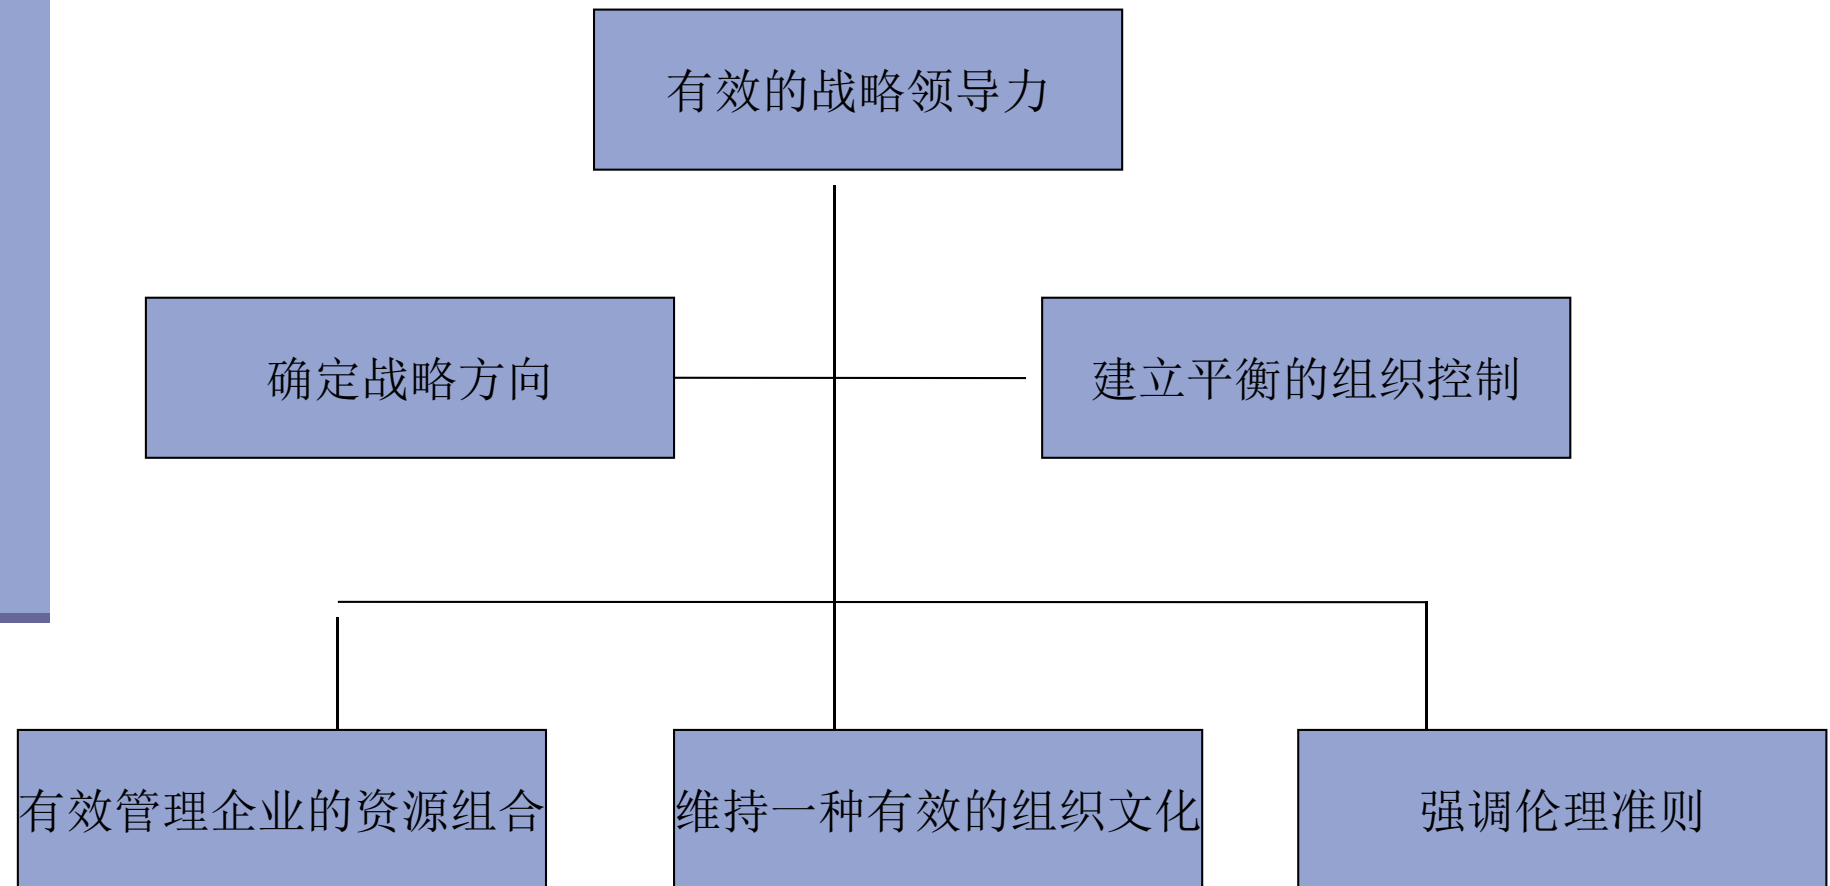 有效的战略领导力
确定战略方向
建立平衡的组织控制
有效管理企业的资源组合
维持一种有效的组织文化
强调伦理准则